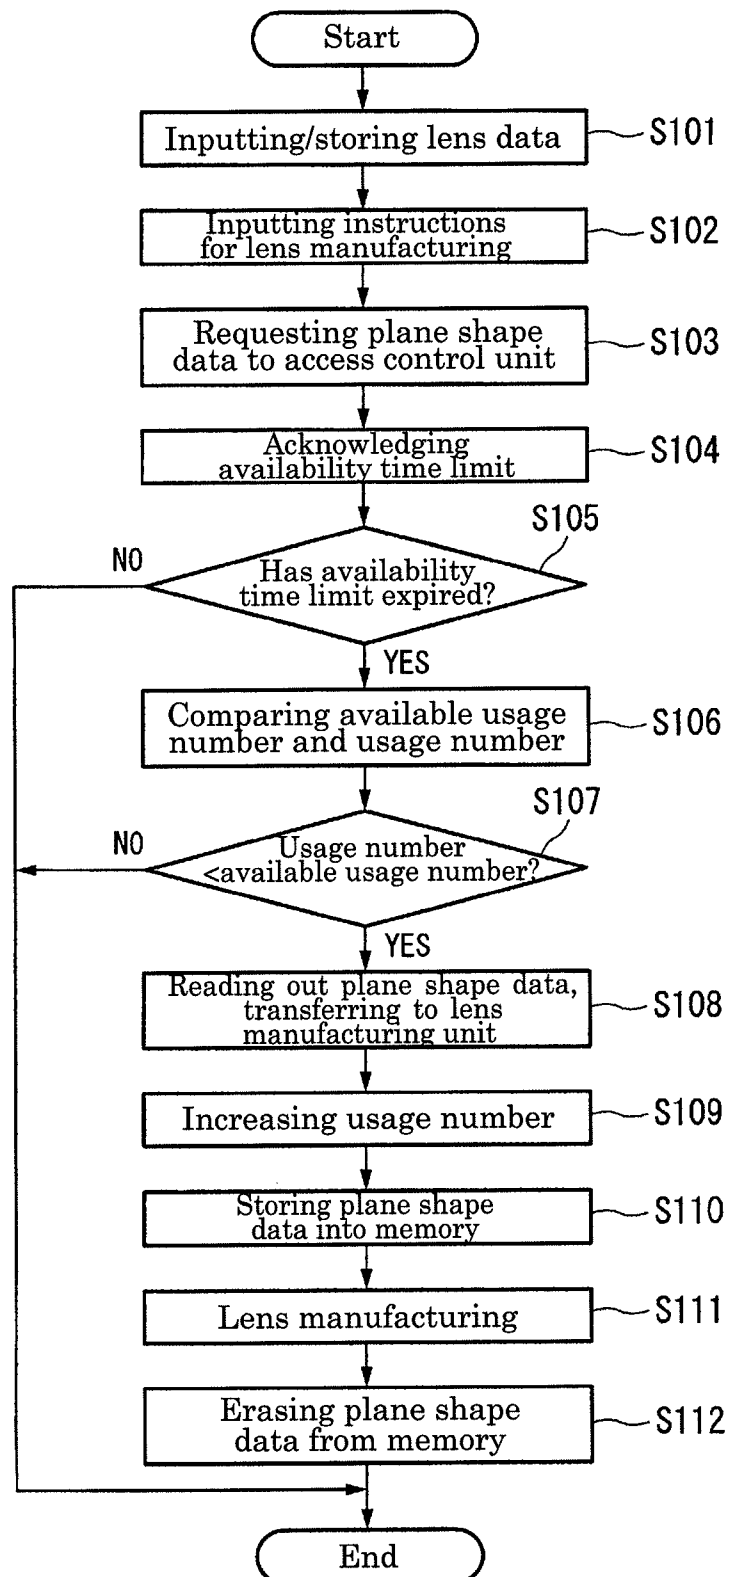 Start
Inputting/storing lens data
S101
Inputting instructions
for lens manufacturing
S102
Requesting plane shape
data to access control unit
S103
Acknowledging
availability time limit
S104
S105
NO
Has availability
time limit expired?
YES
Comparing available usage
number and usage number
S106
S107
NO
Usage number
<available usage number?
YES
Reading out plane shape data,
transferring to lens
manufacturing unit
S108
Increasing usage number
S109
Storing plane shape
data into memory
S110
Lens manufacturing
S111
Erasing plane shape
data from memory
S112
End